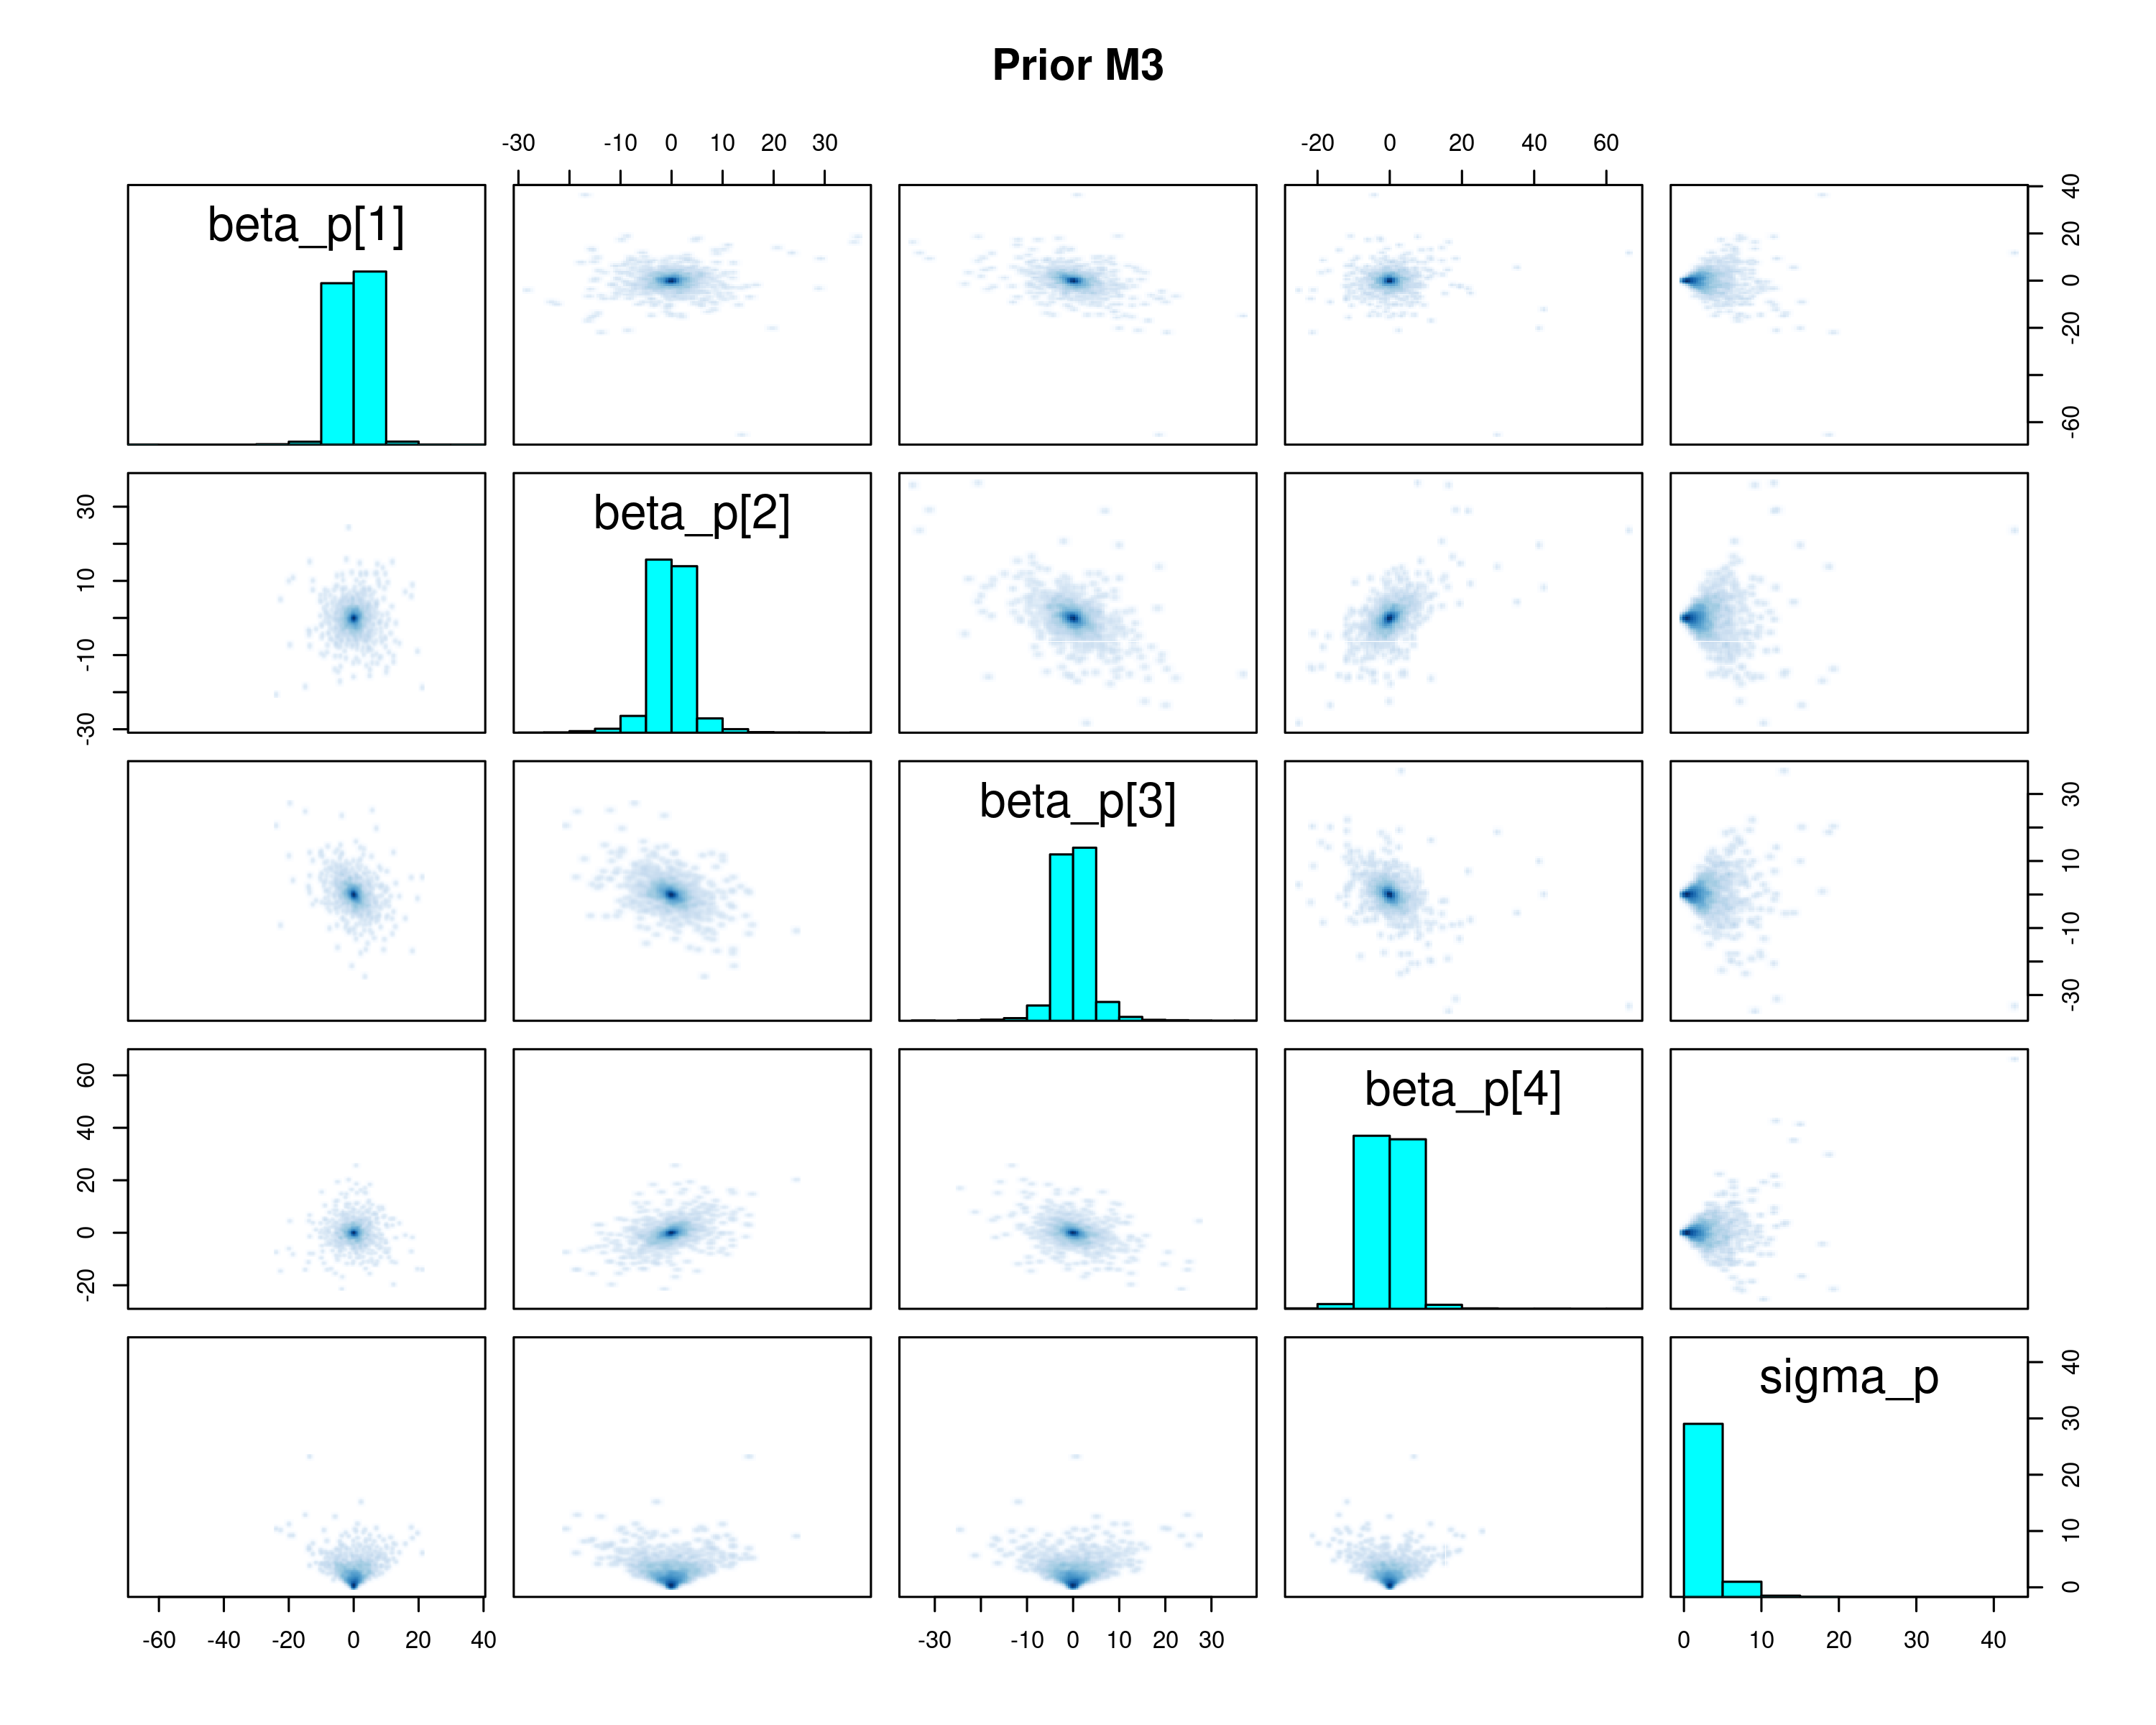 Prior M3
-30 -10 0 10 20 30
-20 0 20 40 60
beta_p[1]
40 20 0 -20 -60
30 10 -10 -30
beta_p[2]
beta_p[3]
30 10 -10 -30
60 40 20 0 -20
beta_p[4]
sigma_p
40 30 20 10 0
-60 -40 -20 0 20 40
-30 -10 0 10 20 30
0 10 20 30 40